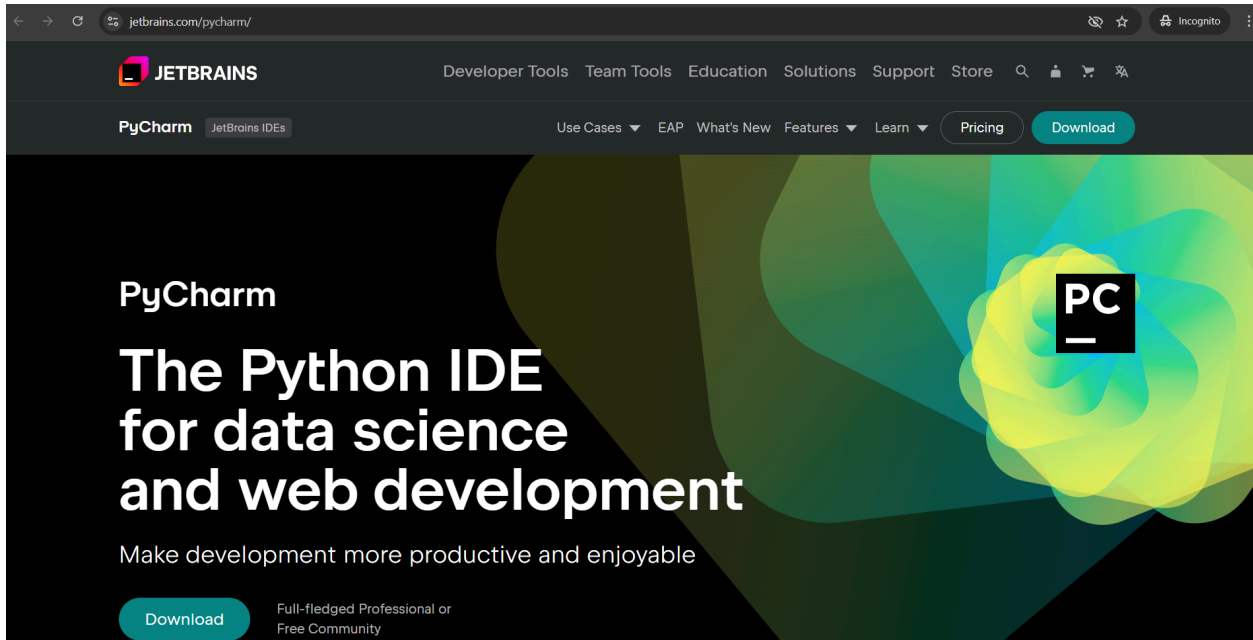 jetbrains.com/pycharm/
Incognito
JETBRAINS
Developer Tools Team Tools Education Solutions Support Store
PyCharm JetBrains IDEs
Use Cases EAP What's New Features Learn Pricing Download
PyCharm
PC
The Python IDE
for data science
and web development
Make development more productive and enjoyable
Download
Full-fledged Professional or
Free Community